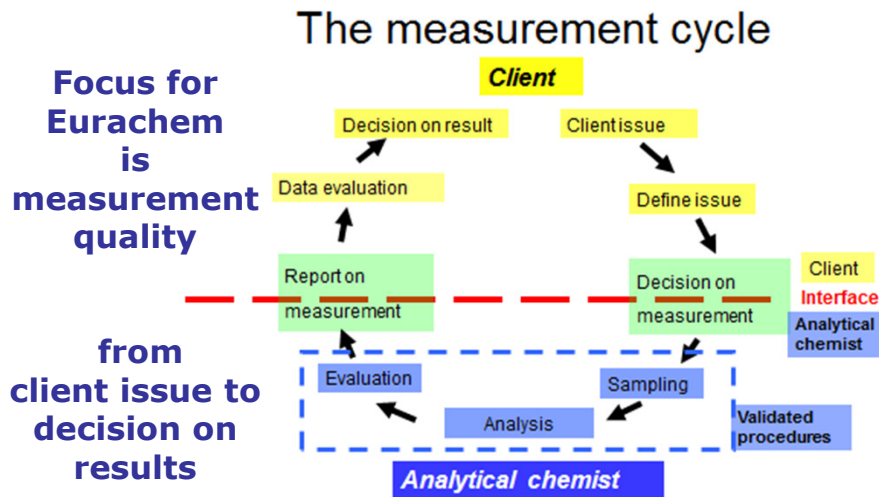 The measurement cycle
Focus for
Eurachem
is
measurement
quality
from
client issue to
decision on
results
Client
Decision on result
Client issue
Data evaluation
Define issue
Report on
measurement
Decision on
measurement
Client
Interface
Analytical
chemist
Evaluation
Sampling
Analysis
Validated
procedures
Analytical chemist